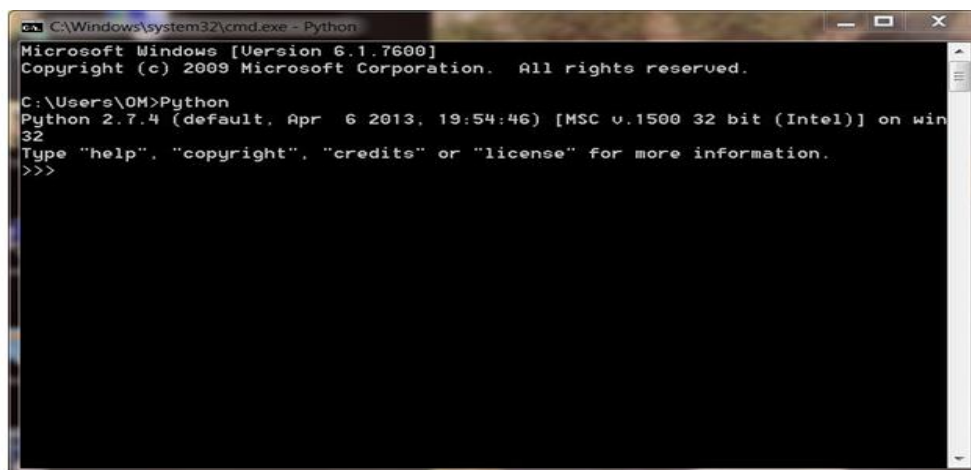 C:\Windows\system32\cmd.exe - Python
Microsoft Windows [Version 6.1.7600]
Copyright (c) 2009 Microsoft Corporation.  All rights reserved.
C:\Users\OM>Python
Python 2.7.4 (default, Apr  6 2013, 19:54:46) [MSC v.1500 32 bit (Intel)] on win
32
Type "help", "copyright", "credits" or "license" for more information.
>>>